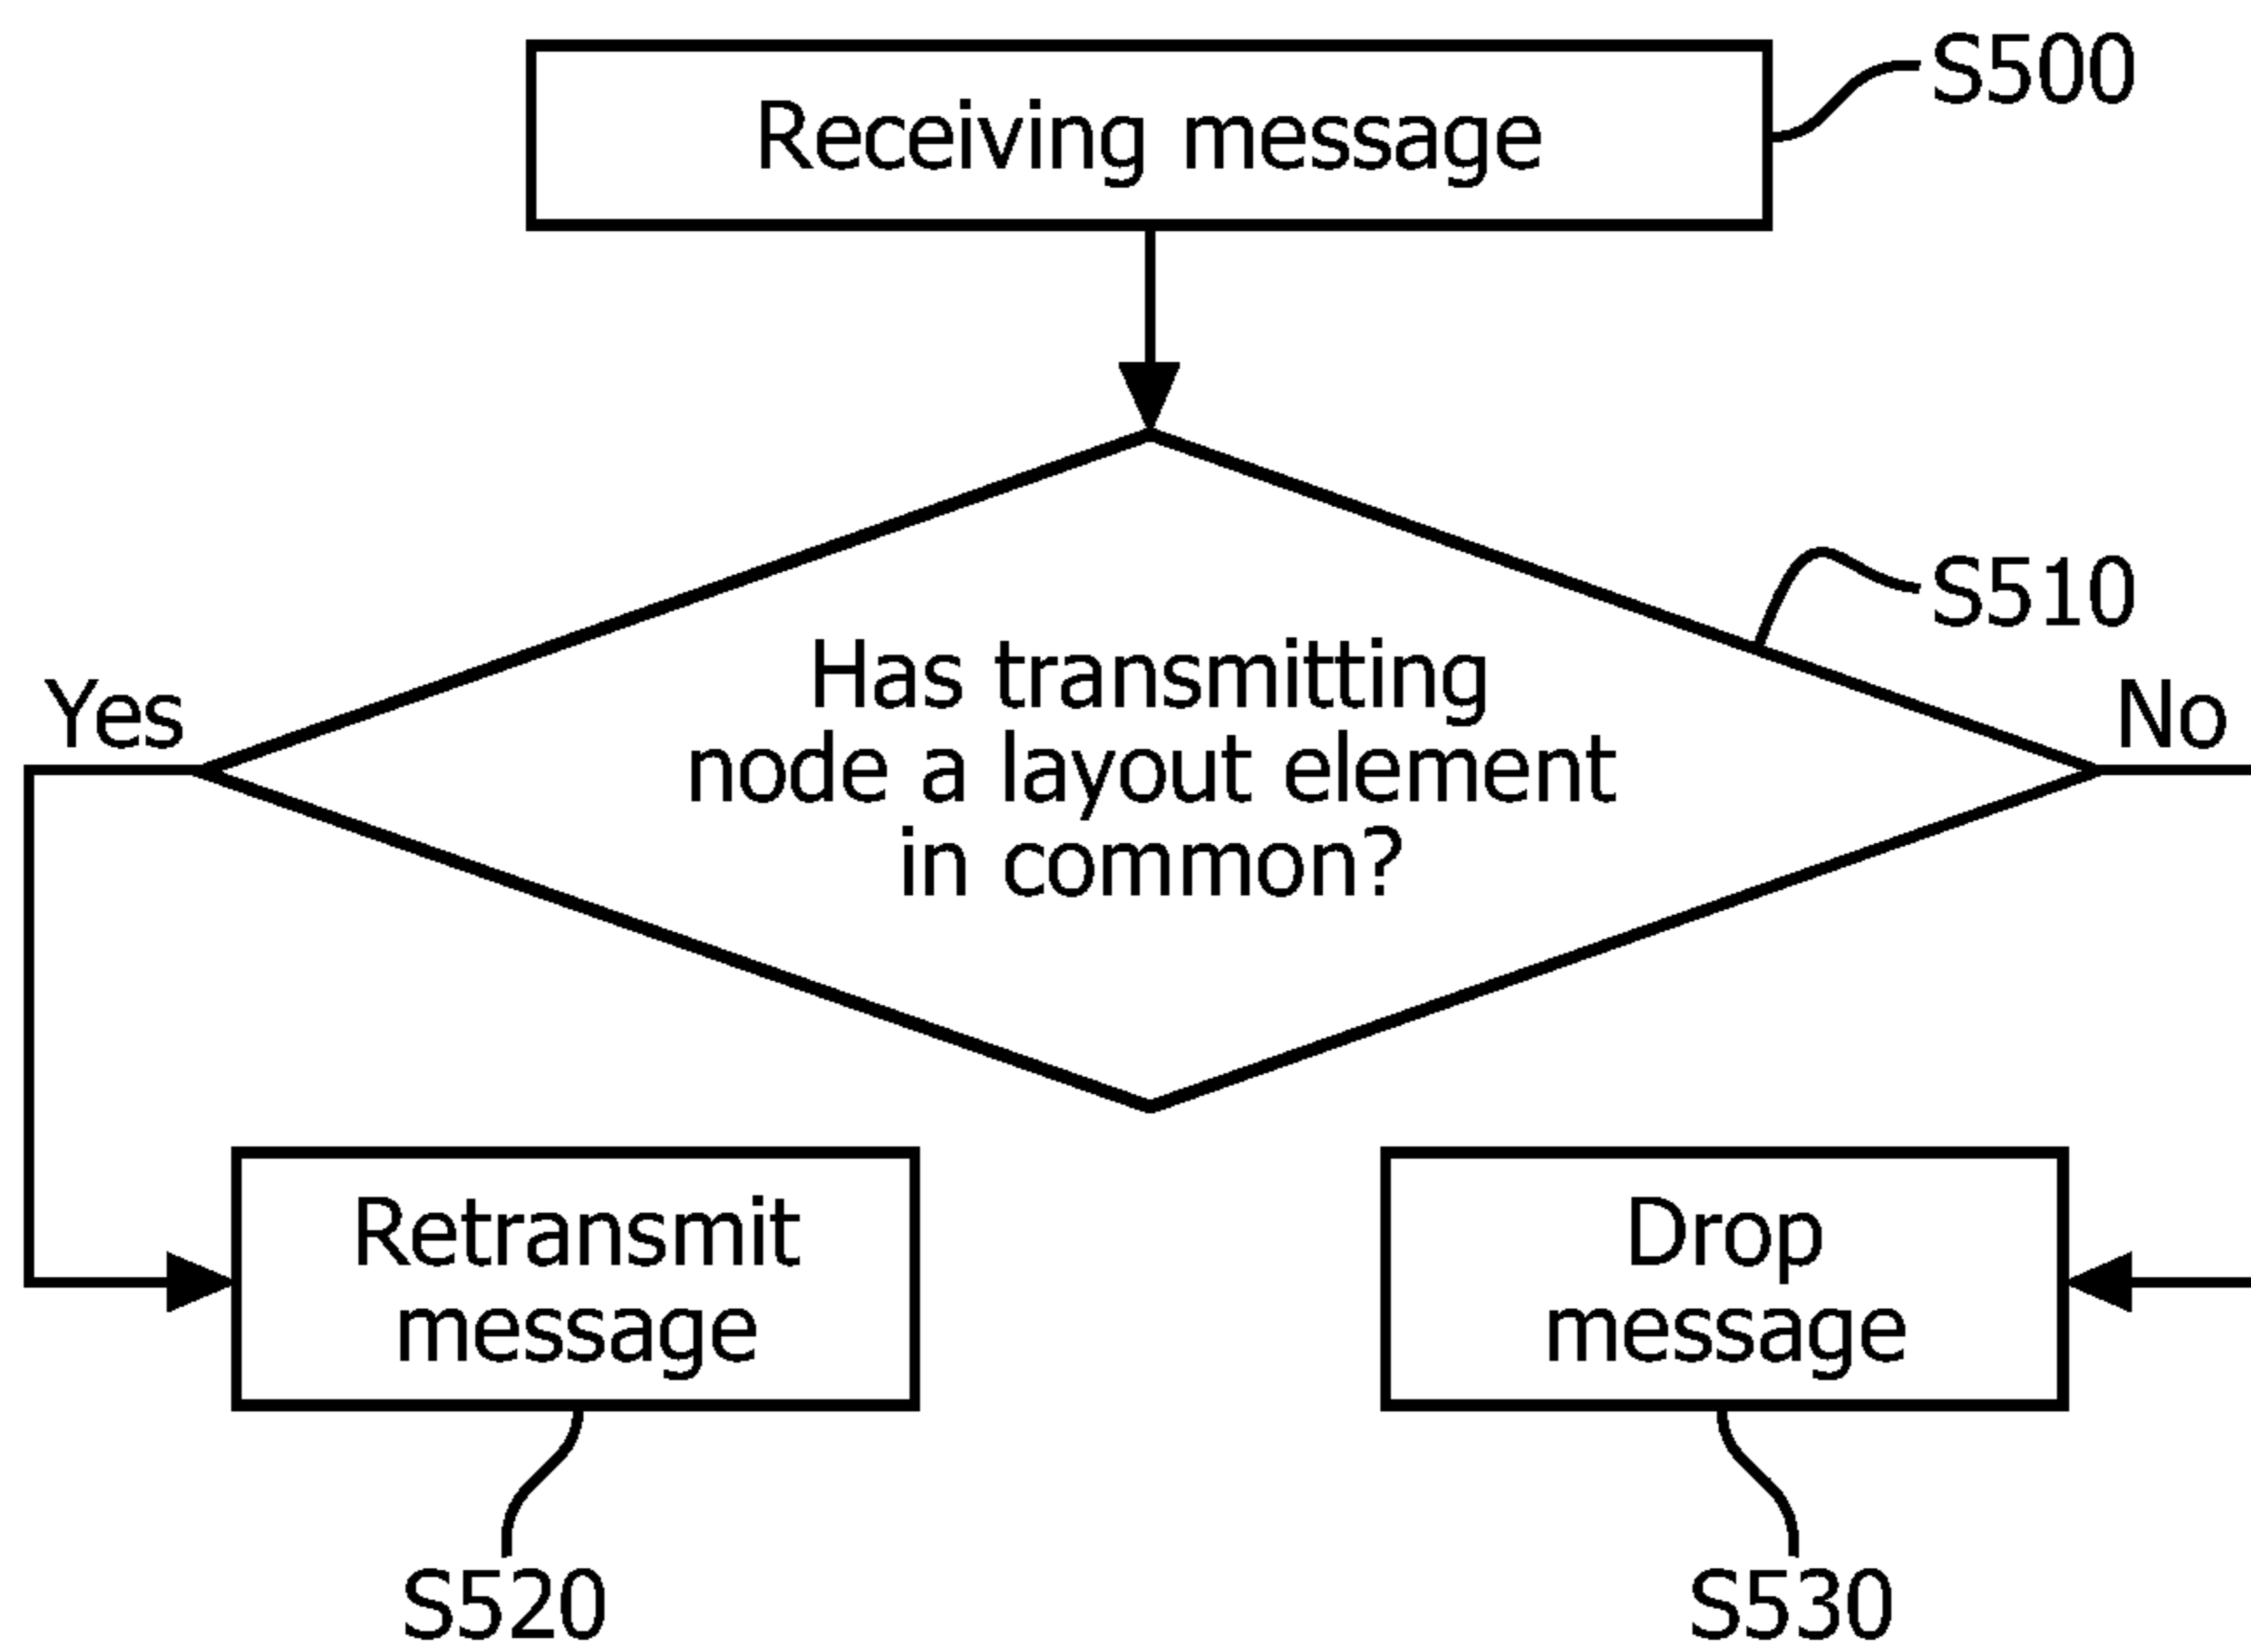 Receiving message
S500
S510
Has transmitting
node a layout element
in common?
Yes
No
Retransmit
message
Drop
message
S520
S530